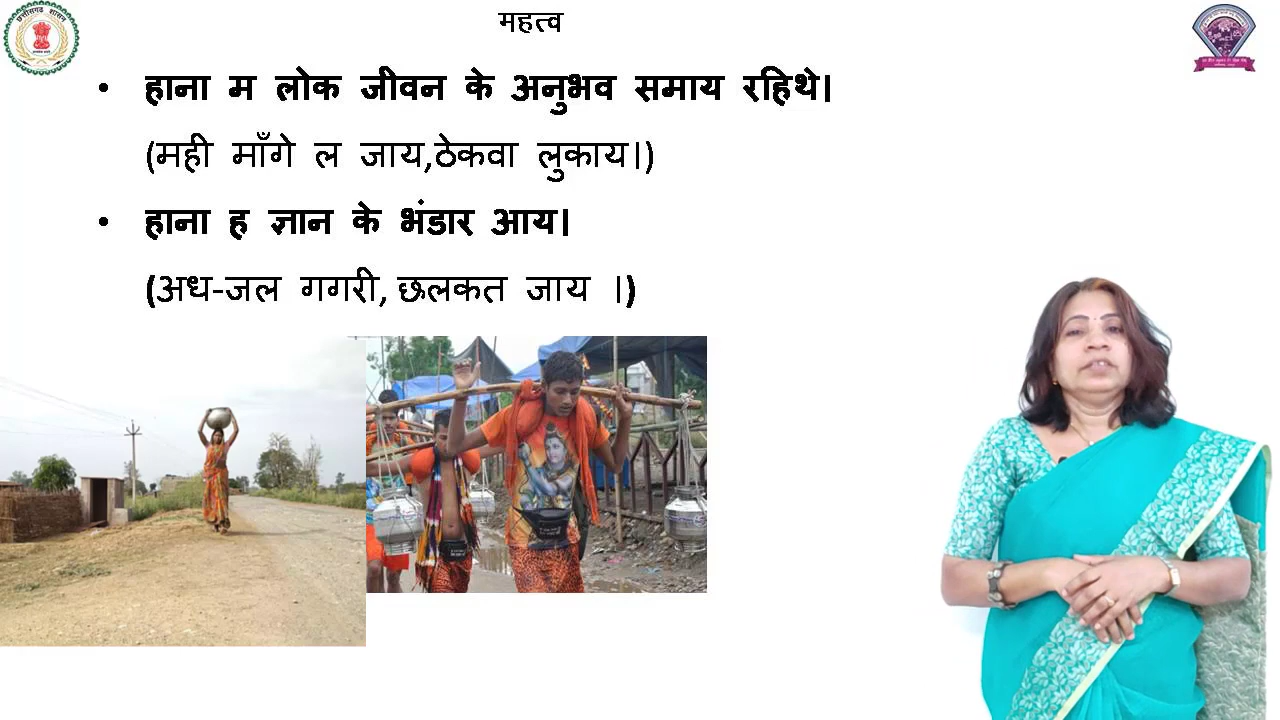 महत्व
• हाना म लोक जीवन के अनुभव समाय रहिथे।
(मही माँगे ल जाय,ठेकवा लुकाय।)
• हाना ह ज्ञान के भंडार आय।
(अध-जल गगरी, छलकत जाय ।)